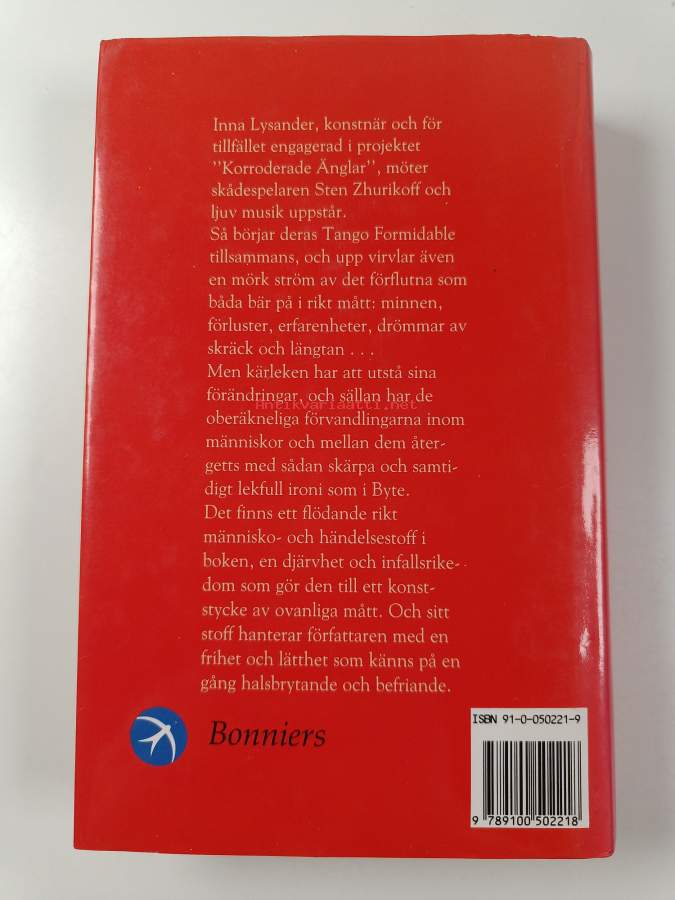 Inna Lysander, konstnär och för
tillfället engagerad i projektet
''Korroderade Änglar'', möter
skådespelaren Sten Zhurikoff och
ljuv musik uppstår.
Så börjar deras Tango Formidable
tillsammans, och upp virvlar även
en mörk ström av det förflutna som
båda bär på i rikt mått: minnen,
förluster, erfarenheter, drömmar av
skräck och längtan . . .
Men kärleken har att utstå sina
förändringar, och sällan har de
Antikvariaatti.net
oberäkneliga förvandlingarna inom
människor och mellan dem åter-
getts med sådan skärpa och samti-
digt lekfull ironi som i Byte.
Det finns ett flödande rikt
människo- och händelsestoff i
boken, en djärvhet och infallsrike-
dom som gör den till ett konst-
stycke av ovanliga mått. Och sitt
stoff hanterar författaren med en
frihet och lätthet som känns på en
gång halsbrytande och befriande.
Bonniers
ISBN 91-0-050221-9
9 789100 502218